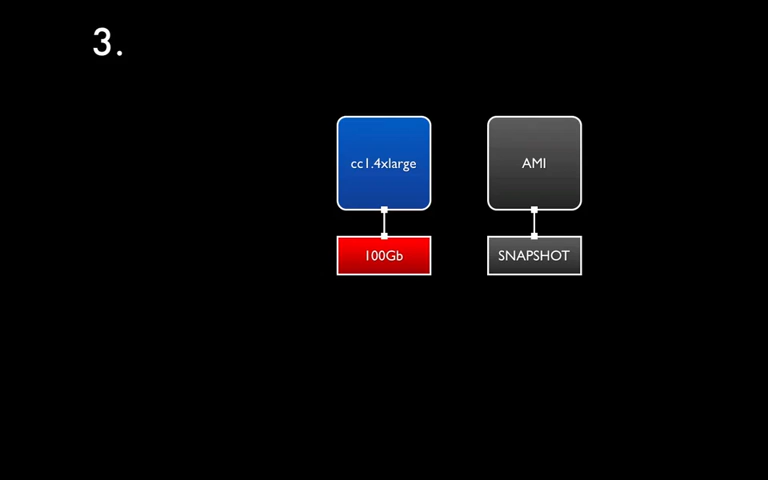 3.
cc1.4xlarge
AMI
100Gb
SNAPSHOT